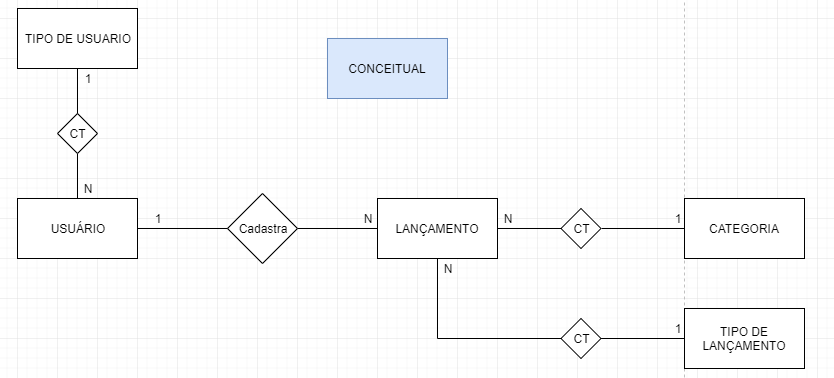 TIPO DE USUARIO
CONCEITUAL
1
CT
N
USUÁRIO
1
Cadastra
N
LANÇAMENTO
N
CT
1
CATEGORIA
N
CT
1
TIPO DE
LANÇAMENTO